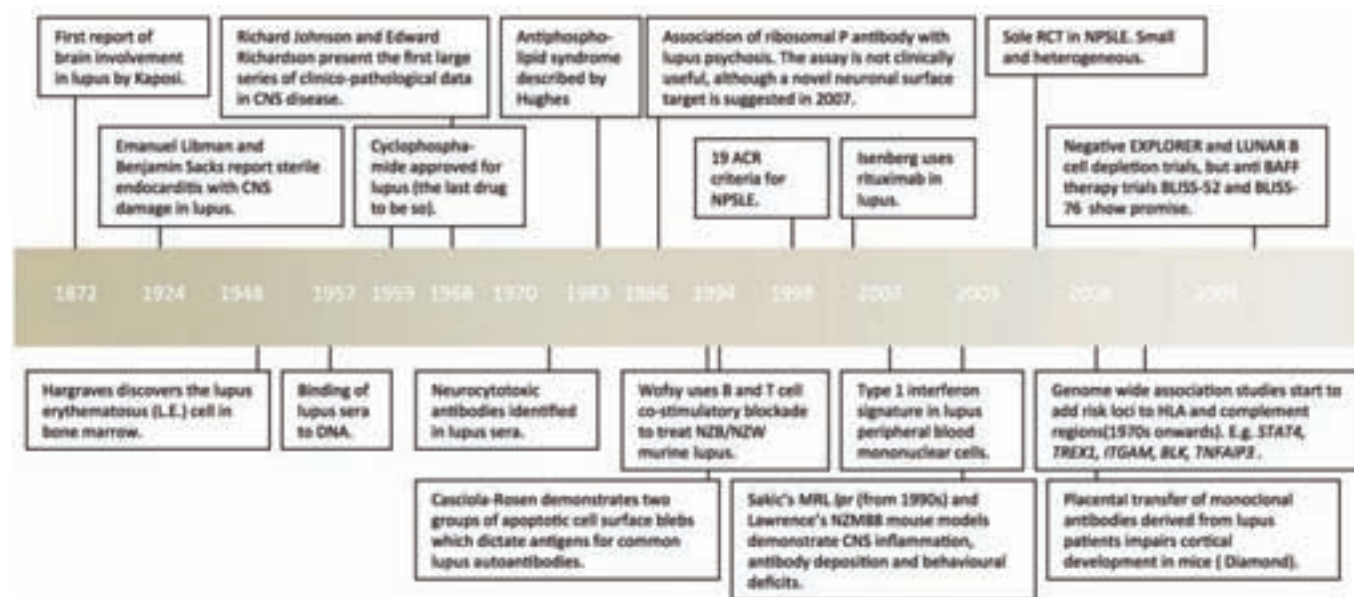 First report of
brain involvement
in lupus by Kaposi.
Richard Johnson and Edward
Richardson present the first large
series of clinico-pathological data
in CNS disease.
Antiphospho-
lipid syndrome
described by
Hughes
Association of ribosomal P antibody with
lupus psychosis. The assay is not clinically
useful, although a novel neuronal surface
target is suggested in 2007.
Sole RCT in NPSLE. Small
and heterogeneous.
Emanuel Libman and
Benjamin Sacks report sterile
endocarditis with CNS
damage in lupus.
Cyclophospha-
mide approved for
lupus (the last drug
to be so).
19 ACR
criteria for
NPSLE.
Isenberg uses
rituximab in
lupus.
Negative EXPLORER and LUNAR B
cell depletion trials, but anti BAFF
therapy trials BLISS-52 and BLISS-
76 show promise.
1872 1924 1948 1957 1959 1968 1970 1983 1986 1994 1999
Hargraves discovers the lupus
erythematosus (L.E.) cell in
bone marrow.
Binding of
lupus sera
to DNA.
Neurocytotoxic
antibodies identified
in lupus sera.
Wofsy uses B and T cell
co-stimulatory blockade
to treat NZB/NZW
murine lupus.
Type 1 interferon
signature in lupus
peripheral blood
mononuclear cells.
Genome wide association studies start to
add risk loci to HLA and complement
regions(1970s onwards). E.g. STAT4,
TREX1, ITGAM, BLK, TNFAIP3 .
Casciola-Rosen demonstrates two
groups of apoptotic cell surface blebs
which dictate antigens for common
lupus autoantibodies.
Sakic's MRL lpr (from 1990s) and
Lawrence's NZM88 mouse models
demonstrate CNS inflammation,
antibody deposition and behavioural
deficits.
Placental transfer of monoclonal
antibodies derived from lupus
patients impairs cortical
development in mice ( Diamond).